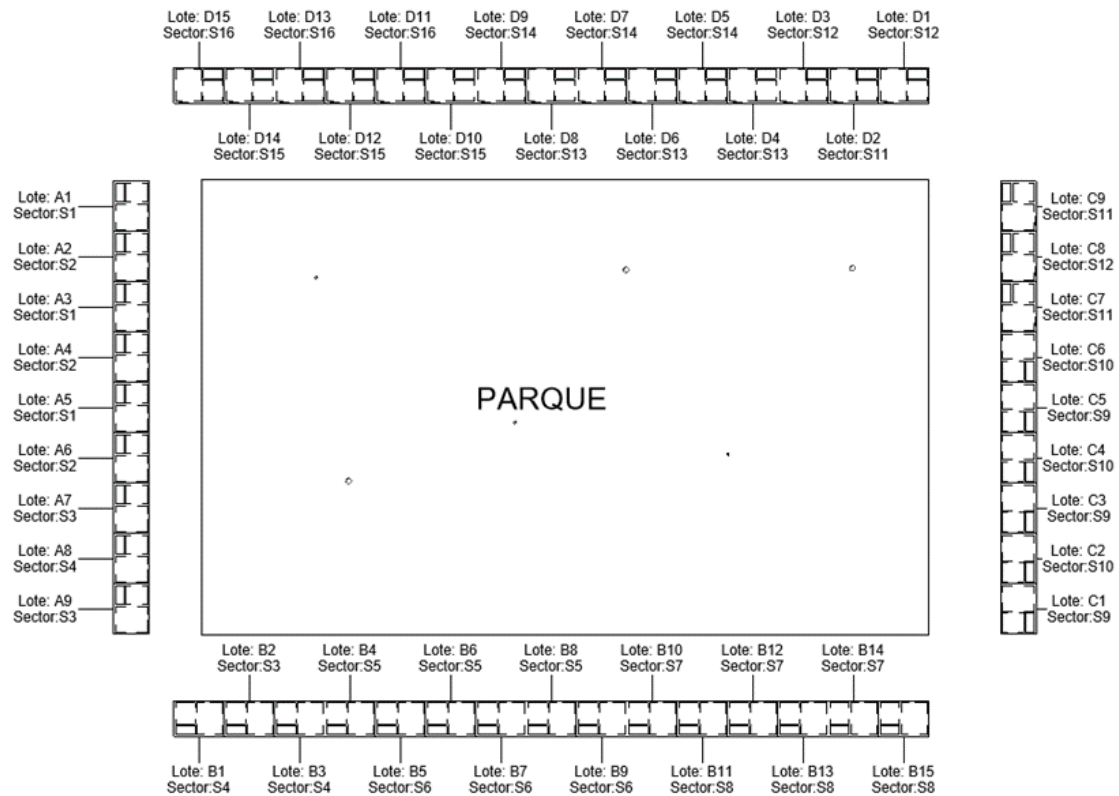 Lote: D15
Sector:S16
Lote: D13
Sector:S16
Lote: D11
Sector:S16
Lote: D9
Sector:S14
Lote: D7
Sector:S14
Lote: D5
Sector:S14
Lote: D3
Sector:S12
Lote: D1
Sector:S12
Lote: D14
Sector:S15
Lote: D12
Sector:S15
Lote: D10
Sector:S15
Lote: D8
Sector:S13
Lote: D6
Sector:S13
Lote: D4
Sector:S13
Lote: D2
Sector:S11
Lote: A1
Sector:S1
Lote: A2
Sector:S2
Lote: A3
Sector:S1
Lote: A4
Sector:S2
Lote: A5
Sector:S1
Lote: A6
Sector:S2
Lote: A7
Sector:S3
Lote: A8
Sector:S4
Lote: A9
Sector:S3
PARQUE
Lote: C9
Sector:S11
Lote: C8
Sector:S12
Lote: C7
Sector:S11
Lote: C6
Sector:S10
Lote: C5
Sector:S9
Lote: C4
Sector:S10
Lote: C3
Sector:S9
Lote: C2
Sector:S10
Lote: C1
Sector:S9
Lote: B2
Sector:S3
Lote: B4
Sector:S5
Lote: B6
Sector:S5
Lote: B8
Sector:S5
Lote: B10
Sector:S7
Lote: B12
Sector:S7
Lote: B14
Sector:S7
Lote: B1
Sector:S4
Lote: B3
Sector:S4
Lote: B5
Sector:S6
Lote: B7
Sector:S6
Lote: B9
Sector:S6
Lote: B11
Sector:S8
Lote: B13
Sector:S8
Lote: B15
Sector:S8